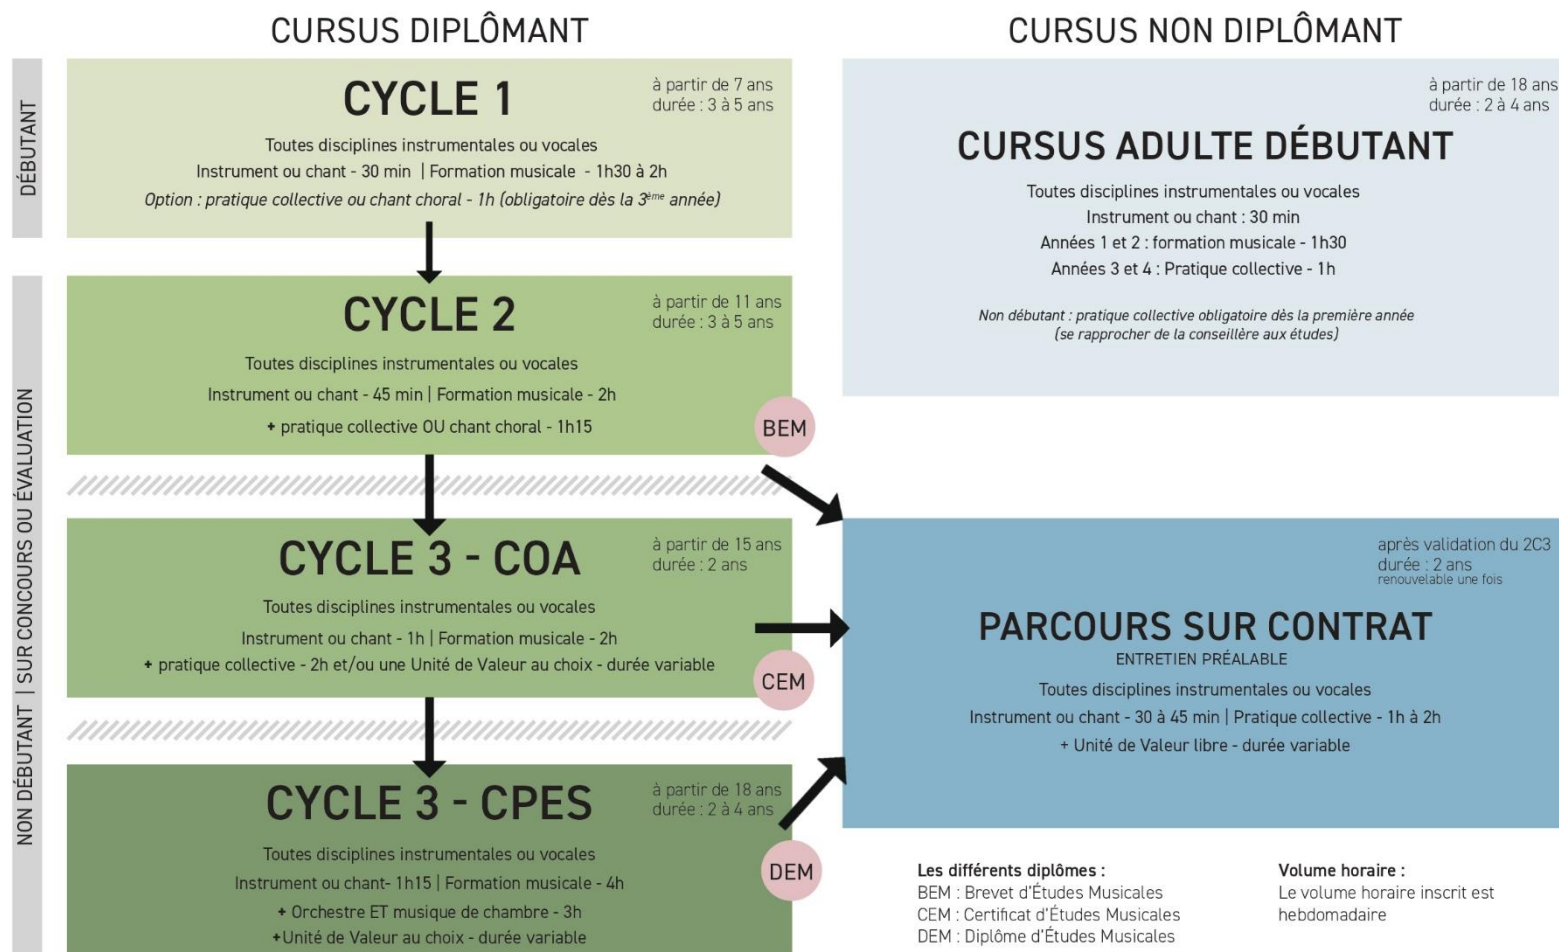 CURSUS DIPLÔMANT
DÉBUTANT
CYCLE 1
à partir de 7 ans
durée : 3 à 5 ans
Toutes disciplines instrumentales ou vocales
Instrument ou chant - 30 min | Formation musicale - 1h30 à 2h
Option : pratique collective ou chant choral - 1h (obligatoire dès la 3ème année)
NON DÉBUTANT | SUR CONCOURS OU ÉVALUATION
CYCLE 2
à partir de 11 ans
durée : 3 à 5 ans
Toutes disciplines instrumentales ou vocales
Instrument ou chant - 45 min | Formation musicale - 2h
+ pratique collective OU chant choral - 1h15
BEM
CYCLE 3 - COA
à partir de 15 ans
durée : 2 ans
Toutes disciplines instrumentales ou vocales
Instrument ou chant - 1h | Formation musicale - 2h
+ pratique collective - 2h et/ou une Unité de Valeur au choix - durée variable
CEM
CYCLE 3 - CPES
à partir de 18 ans
durée : 2 à 4 ans
Toutes disciplines instrumentales ou vocales
Instrument ou chant- 1h15 | Formation musicale - 4h
+ Orchestre ET musique de chambre - 3h
+Unité de Valeur au choix - durée variable
DEM
CURSUS NON DIPLÔMANT
à partir de 18 ans
durée : 2 à 4 ans
CURSUS ADULTE DÉBUTANT
Toutes disciplines instrumentales ou vocales
Instrument ou chant : 30 min
Années 1 et 2 : formation musicale - 1h30
Années 3 et 4 : Pratique collective - 1h
Non débutant : pratique collective obligatoire dès la première année
(se rapprocher de la conseillère aux études)
après validation du 2C3
durée : 2 ans
renouvelable une fois
PARCOURS SUR CONTRAT
ENTRETIEN PRÉALABLE
Toutes disciplines instrumentales ou vocales
Instrument ou chant - 30 à 45 min | Pratique collective - 1h à 2h
+ Unité de Valeur libre - durée variable
Les différents diplômes :
BEM : Brevet d'Études Musicales
CEM : Certificat d'Études Musicales
DEM : Diplôme d'Études Musicales
Volume horaire :
Le volume horaire inscrit est
hebdomadaire